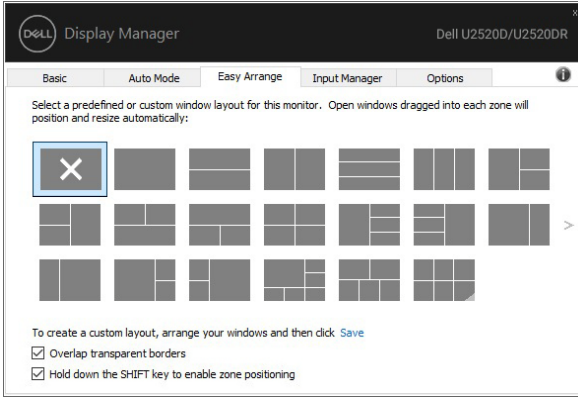 DELL Display Manager Dell U2520D/U2520DR
Basic Auto Mode Easy Arrange Input Manager Options
Select a predefined or custom window layout for this monitor. Open windows dragged into each zone will
position and resize automatically:
To create a custom layout, arrange your windows and then click Save
Overlap transparent borders
Hold down the SHIFT key to enable zone positioning